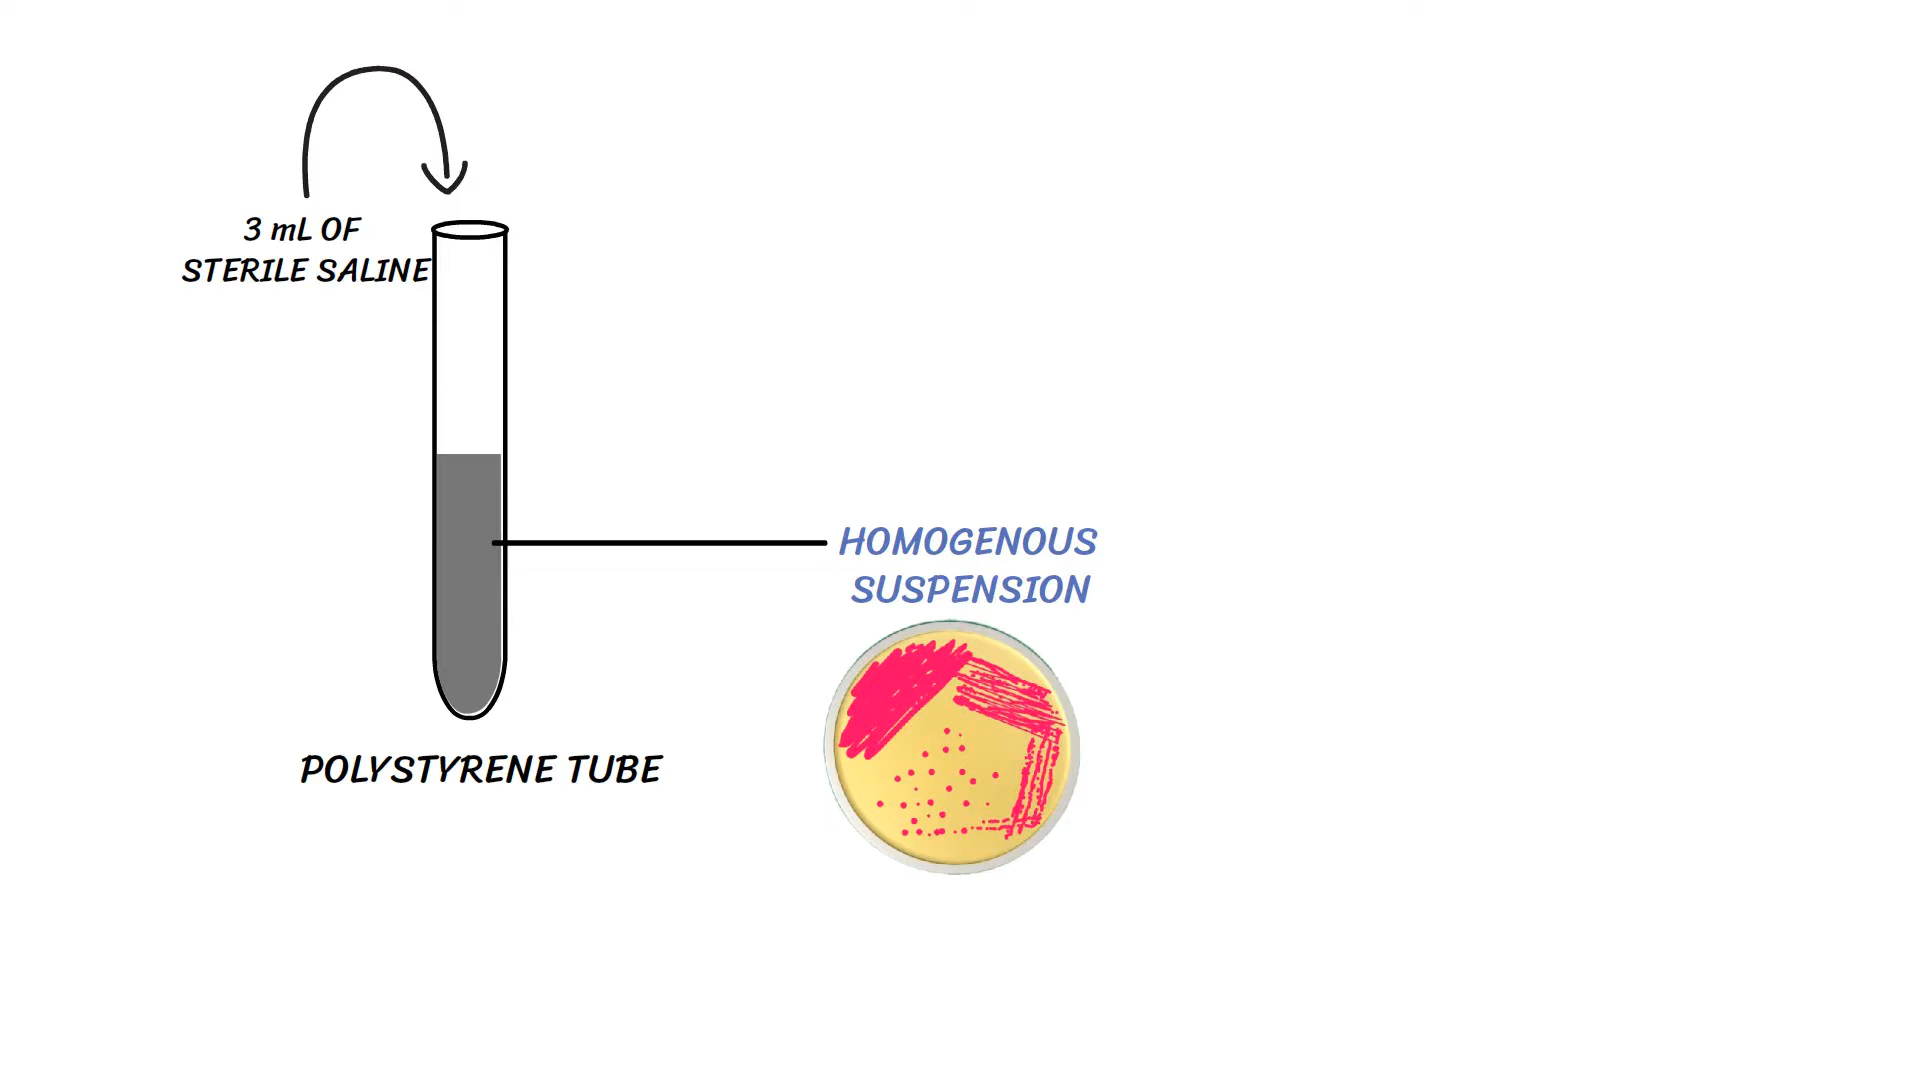 3 mL OF
STERILE SALINE
HOMOGENOUS
SUSPENSION
POLYSTYRENE TUBE